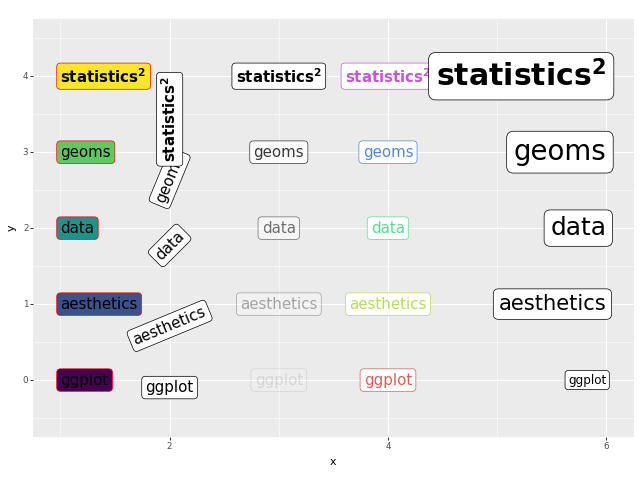 4
statistics²
statistics²
statistics²
statistics²
statistics²
3
geoms
geoms
geoms
geoms
geoms
2
data
data
data
data
data
1
aesthetics
aesthetics
aesthetics
aesthetics
aesthetics
0
ggplot
ggplot
ggplot
ggplot
ggplot
2
4
6
x
y